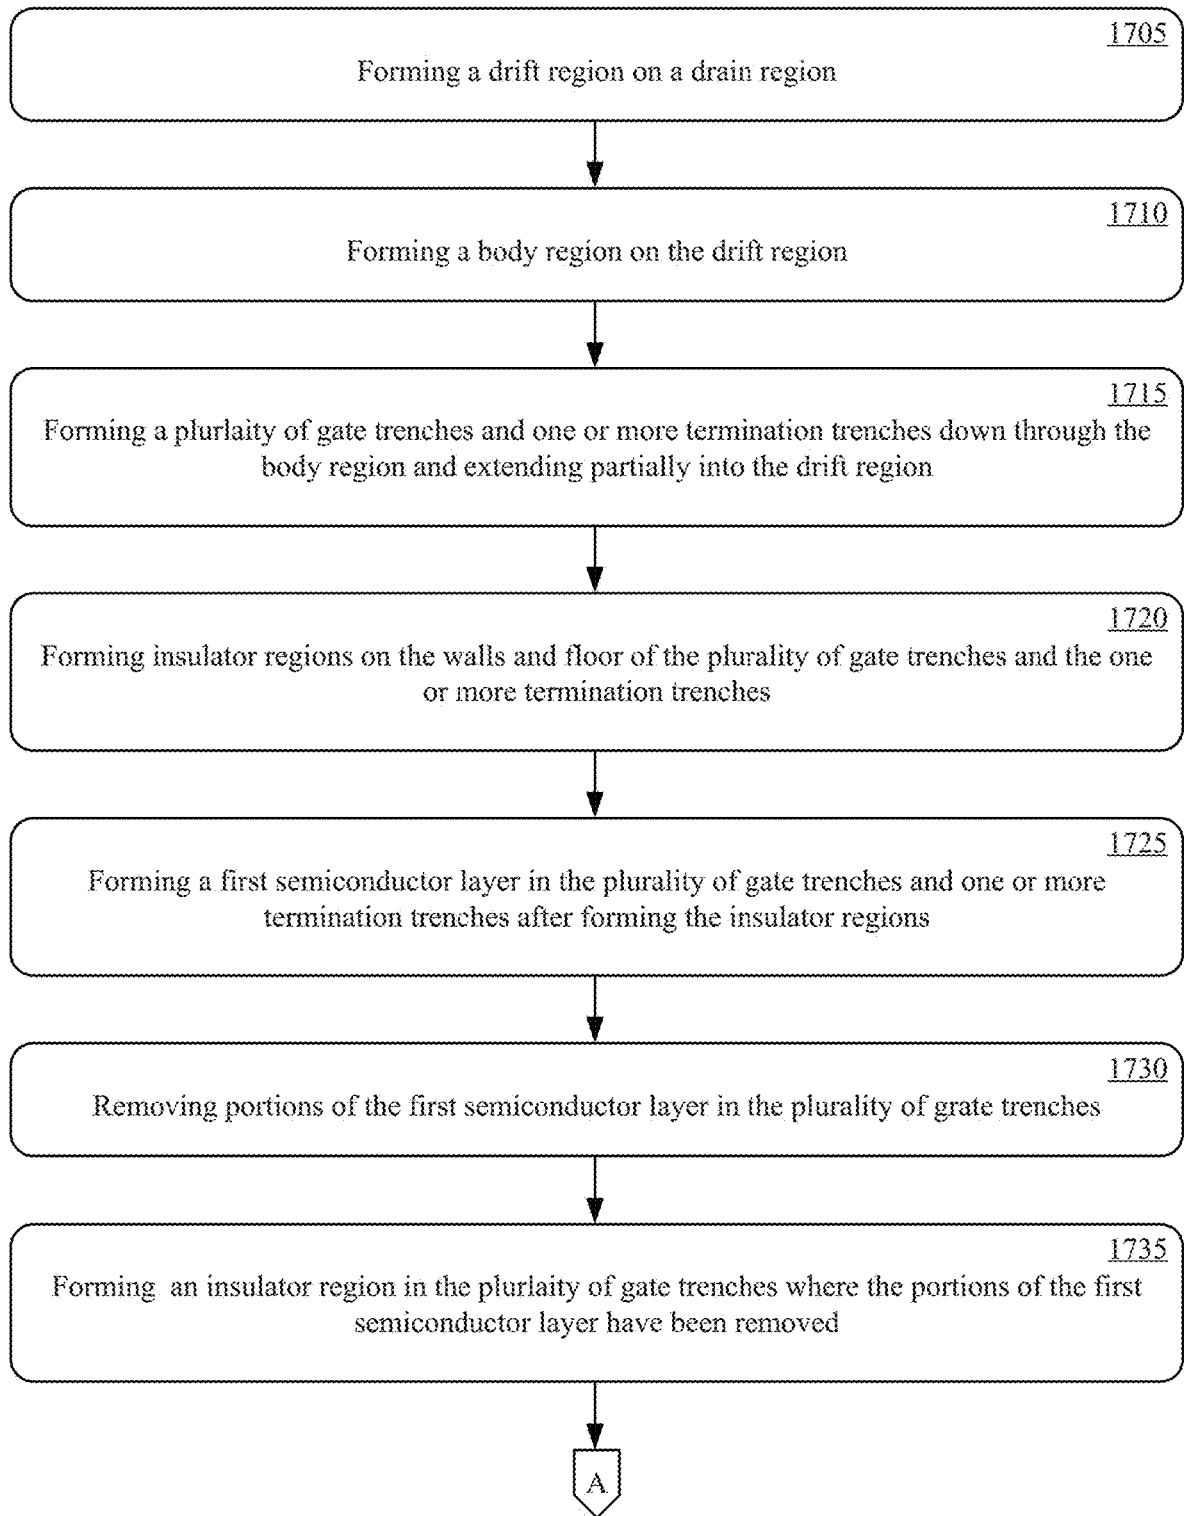 1705
Forming a drift region on a drain region
1710
Forming a body region on the drift region
1715
Forming a plurlaity of gate trenches and one or more termination trenches down through the
body region and extending partially into the drift region
1720
Forming insulator regions on the walls and floor of the plurality of gate trenches and the one
or more termination trenches
1725
Forming a first semiconductor layer in the plurality of gate trenches and one or more
termination trenches after forming the insulator regions
1730
Removing portions of the first semiconductor layer in the plurality of grate trenches
1735
Forming an insulator region in the plurlaity of gate trenches where the portions of the first
semiconductor layer have been removed
A